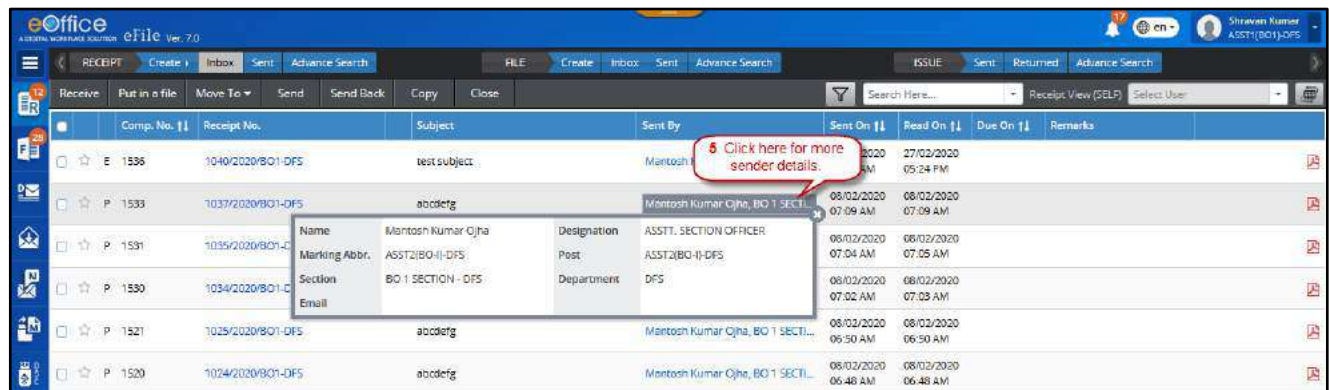 eOffice
A DIGITAL WORKPLACE SOLUTION eFile Ver. 7.0
17 en Shravan Kumar
ASST1(BO1)-DFS
RECEIPT Create Inbox Sent Advance Search FILE Create Inbox Sent Advance Search ISSUE Sent Returned Advance Search
12 Receive Put in a file Move To Send Send Back Copy Close Search Here... Receipt View (SELF) Select User
Comp. No. Receipt No. Subject Sent By Sent On Read On Due On Remarks
28
E 1536 1040/2020/BO1-DFS test subject Mantosh
2020 27/02/2020
AM 05:24 PM
5 Click here for more
sender details.
P 1533 1037/2020/BO1-DFS abcdefg Mantosh Kumar Ojha, BO 1 SECTI... 08/02/2020 08/02/2020
07:09 AM 07:09 AM
Name Mantosh Kumar Ojha Designation ASSTT. SECTION OFFICER
Marking Abbr. ASST2(BO-I)-DFS Post ASST2(BO-I)-DFS
Section BO 1 SECTION - DFS Department DFS
Email
P 1531 1035/2020/BO1-D 08/02/2020 08/02/2020
07:04 AM 07:05 AM
P 1530 1034/2020/BO1-D 08/02/2020 08/02/2020
07:02 AM 07:03 AM
P 1521 1025/2020/BO1-DFS abcdefg Mantosh Kumar Ojha, BO 1 SECTI... 08/02/2020 08/02/2020
06:50 AM 06:50 AM
P 1520 1024/2020/BO1-DFS abcdefg Mantosh Kumar Ojha, BO 1 SECTI... 08/02/2020 08/02/2020
06:48 AM 06:48 AM